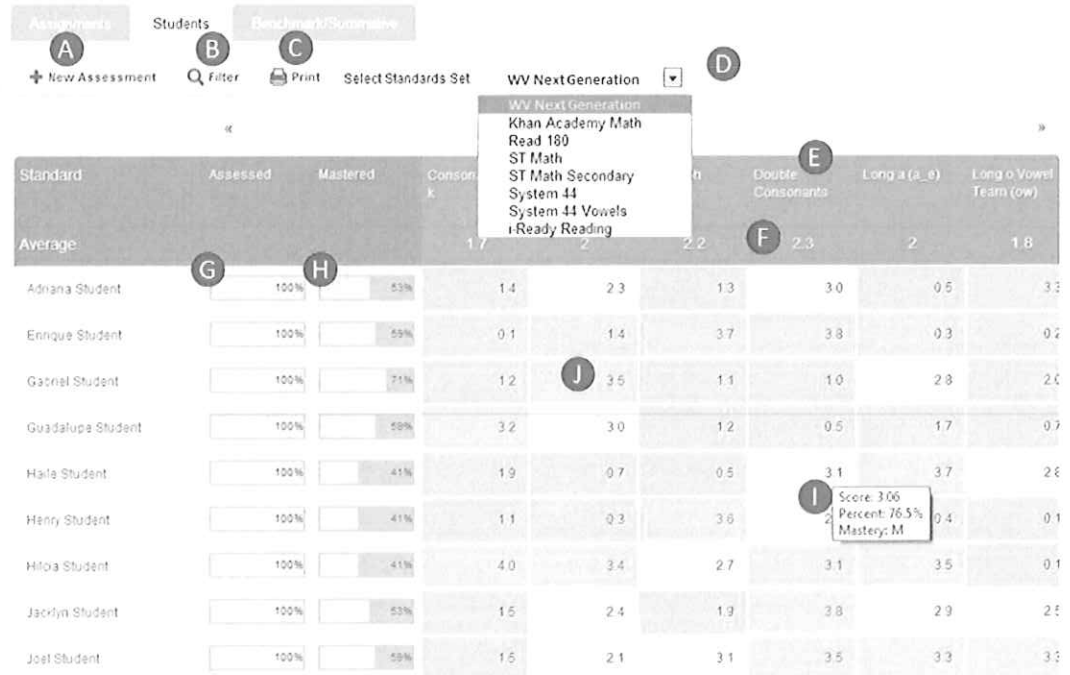 Assignments Students Benchmark/Summative
A B C D
New Assessment Filter Print Select Standards Set WV Next Generation
WV Next Generation
« Khan Academy Math »
Read 180
ST Math
ST Math Secondary
System 44
System 44 Vowels
i-Ready Reading
E
Standard Assessed Mastered Double Consonants Long a (a_e) Long o Vowel Team (ow)
k
Average 1.7 2 2.2 F 2.3 2 1.8
G H
Adriana Student 100% 53% 1.4 2.3 1.3 3.0 0.5 3.3
Enrique Student 100% 59% 0.1 1.4 3.7 3.8 0.3 0.2
Gabriel Student 100% 71% 1.2 J 3.5 1.1 1.0 2.8 2.0
Guadalupe Student 100% 59% 3.2 3.0 1.2 0.5 1.7 0.7
Haile Student 100% 41% 1.9 0.7 0.5 3.1 3.7 2.8
I Score: 3.06
Percent: 76.5%
Mastery: M
Henry Student 100% 41% 1.1 0.3 3.6 0.4 0.1
Student 100% 41% 4.0 3.4 2.7 3.1 3.5 0.1
Jacklyn Student 100% 53% 1.5 2.4 1.9 3.8 2.9 2.5
Joel Student 100% 59% 1.5 2.1 3.1 3.5 3.3 3.3